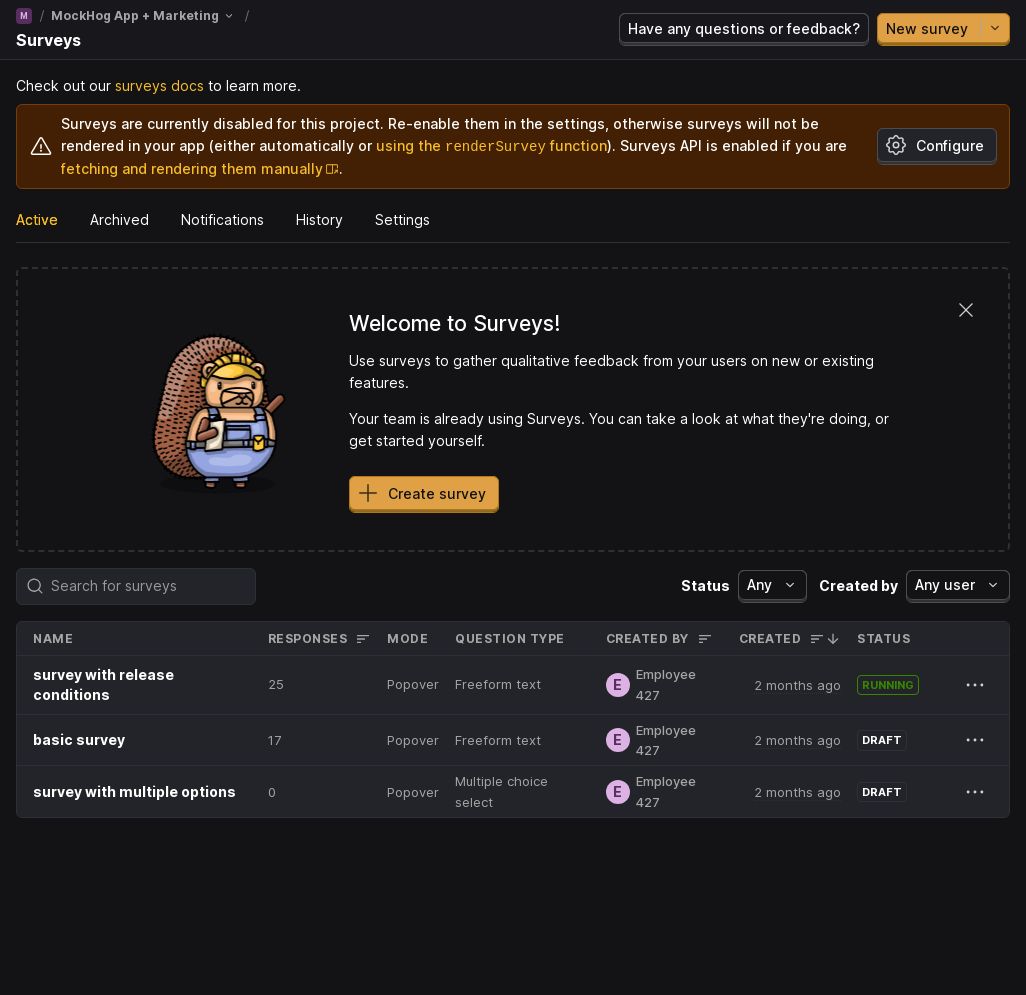 M / MockHog App + Marketing /
Surveys
Have any questions or feedback?
New survey
Check out our surveys docs to learn more.
Surveys are currently disabled for this project. Re-enable them in the settings, otherwise surveys will not be
rendered in your app (either automatically or using the renderSurvey function). Surveys API is enabled if you are
fetching and rendering them manually.
Configure
Active Archived Notifications History Settings
Welcome to Surveys!
Use surveys to gather qualitative feedback from your users on new or existing
features.
Your team is already using Surveys. You can take a look at what they're doing, or
get started yourself.
Create survey
Search for surveys
Status Any Created by Any user
NAME RESPONSES MODE QUESTION TYPE CREATED BY CREATED STATUS
survey with release
conditions
25 Popover Freeform text E Employee
427
2 months ago RUNNING
basic survey 17 Popover Freeform text E Employee
427
2 months ago DRAFT
survey with multiple options 0 Popover Multiple choice
select
E Employee
427
2 months ago DRAFT